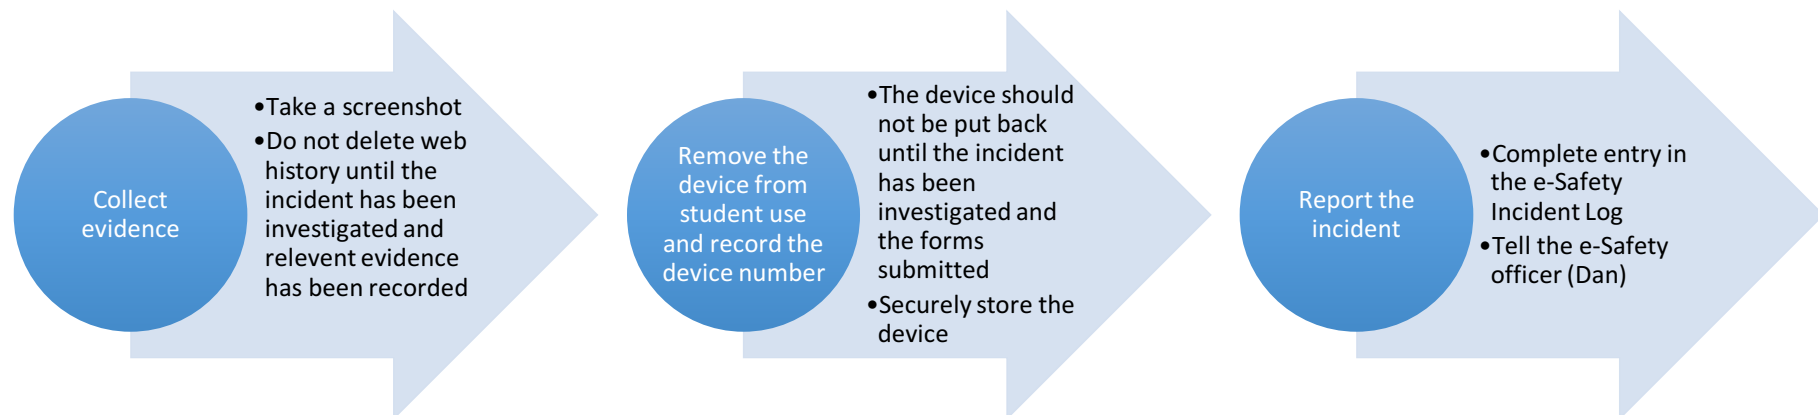 Collect
evidence
•Take a screenshot
•Do not delete web
history until the
incident has been
investigated and
relevent evidence
has been recorded
Remove the
device from
student use
and record the
device number
•The device should
not be put back
until the incident
has been
investigated and
the forms
submitted
•Securely store the
device
Report the
incident
•Complete entry in
the e-Safety
Incident Log
•Tell the e-Safety
officer (Dan)